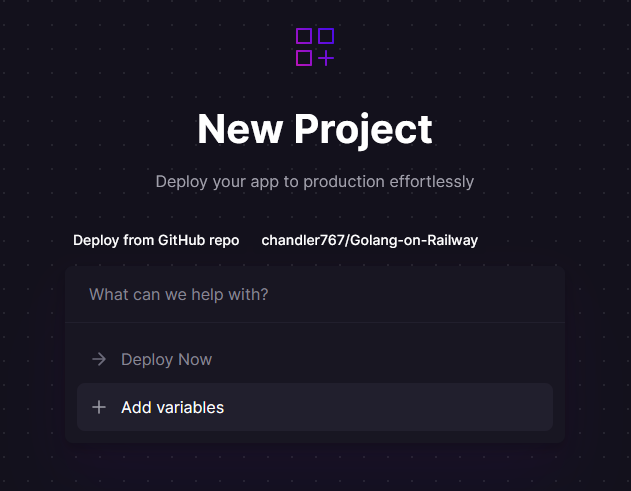 New Project
Deploy your app to production effortlessly
Deploy from GitHub repo chandler767/Golang-on-Railway
What can we help with?
Deploy Now
Add variables